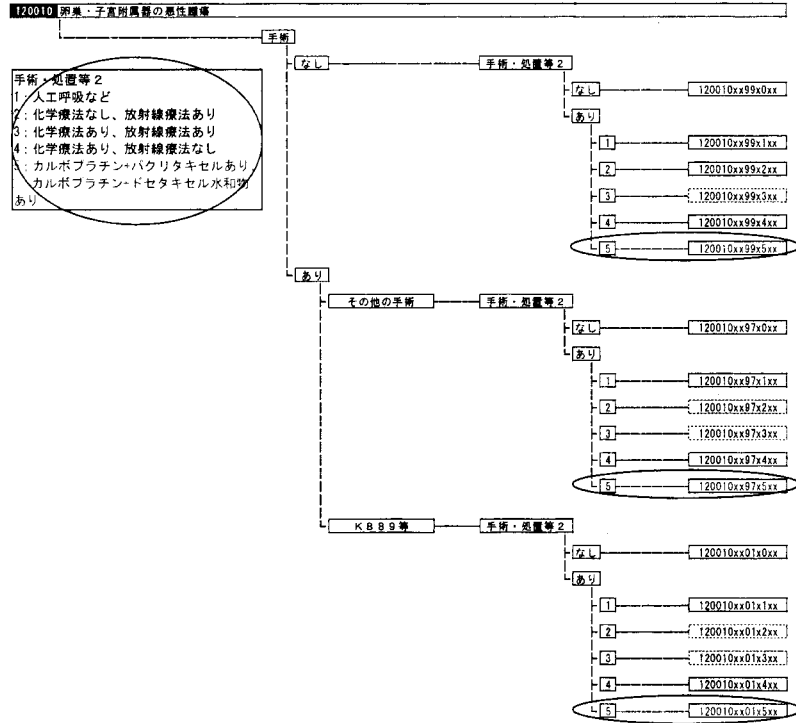 120010 卵巣・子宮附属器の悪性腫瘍
手術
なし
手術・処置等2
手術・処置等2
1：人工呼吸など
2：化学療法なし、放射線療法あり
3：化学療法あり、放射線療法あり
4：化学療法あり、放射線療法なし
5：カルボプラチン+パクリタキセルあり
カルボプラチン+ドセタキセル水和物
あり
なし 120010xx99x0xx
あり
1 120010xx99x1xx
2 120010xx99x2xx
3 120010xx99x3xx
4 120010xx99x4xx
5 120010xx99x5xx
あり
その他の手術
手術・処置等2
なし 120010xx97x0xx
あり
1 120010xx97x1xx
2 120010xx97x2xx
3 120010xx97x3xx
4 120010xx97x4xx
5 120010xx97x5xx
K889等
手術・処置等2
なし 120010xx01x0xx
あり
1 120010xx01x1xx
2 120010xx01x2xx
3 120010xx01x3xx
4 120010xx01x4xx
5 120010xx01x5xx